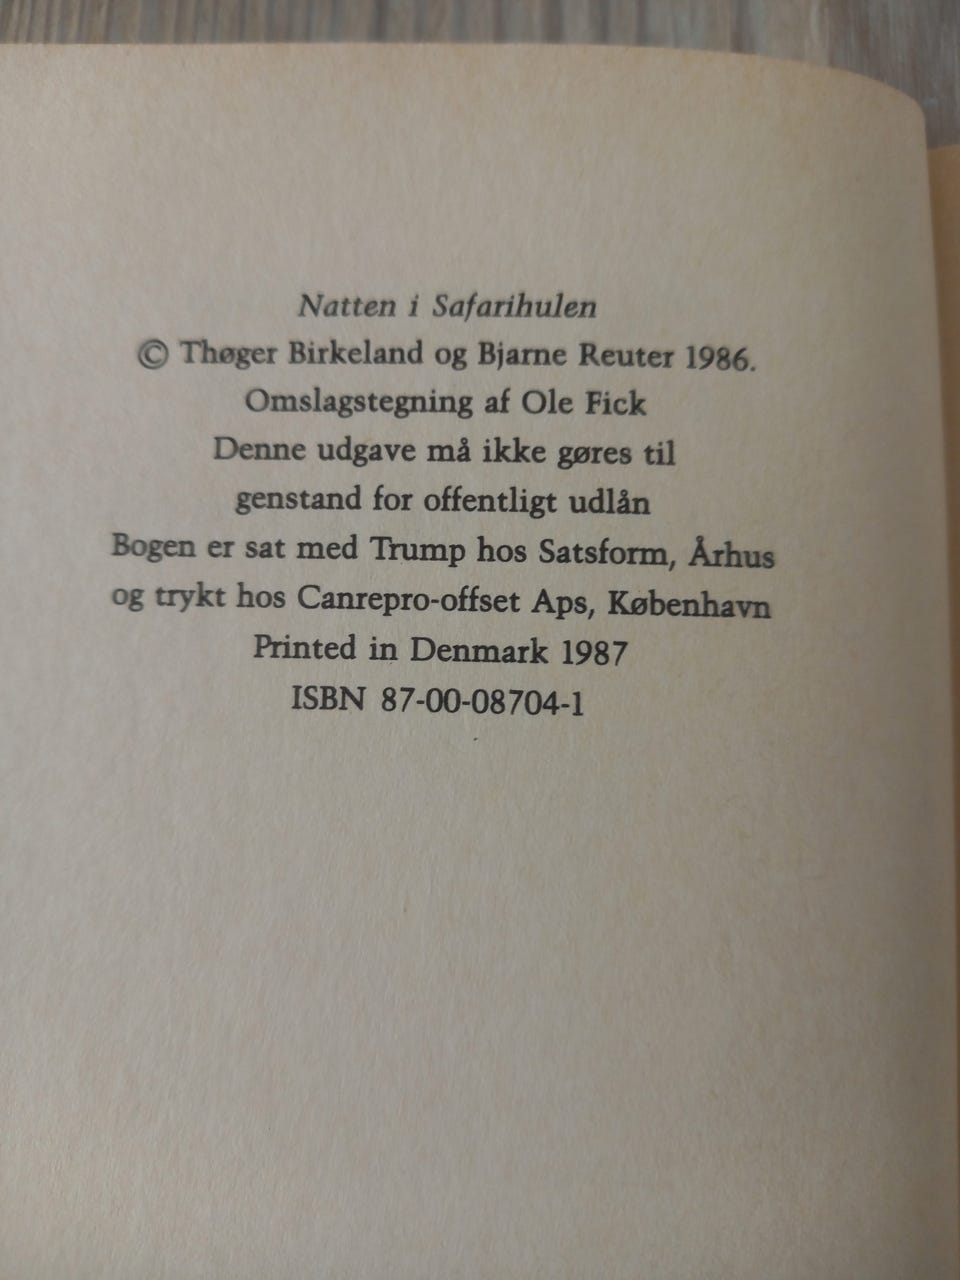 Natten i Safarihulen
© Thøger Birkeland og Bjarne Reuter 1986.
Omslagstegning af Ole Fick
Denne udgave må ikke gøres til
genstand for offentligt udlån
Bogen er sat med Trump hos Satsform, Århus
og trykt hos Canrepro-offset Aps, København
Printed in Denmark 1987
ISBN 87-00-08704-1